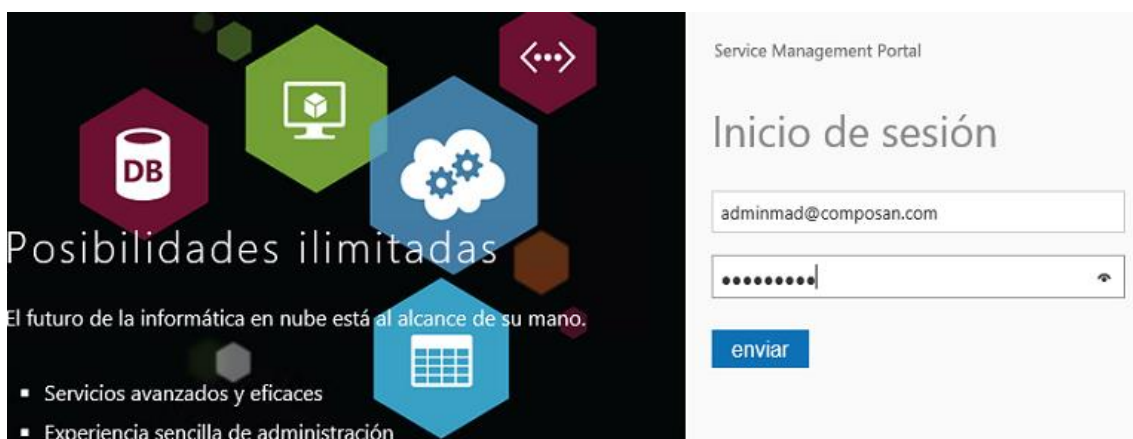 DB
Posibilidades ilimitadas
El futuro de la informática en nube está al alcance de su mano.
▪ Servicios avanzados y eficaces
▪ Experiencia sencilla de administración
Service Management Portal
Inicio de sesión
adminmad@composan.com
•••••••••
enviar